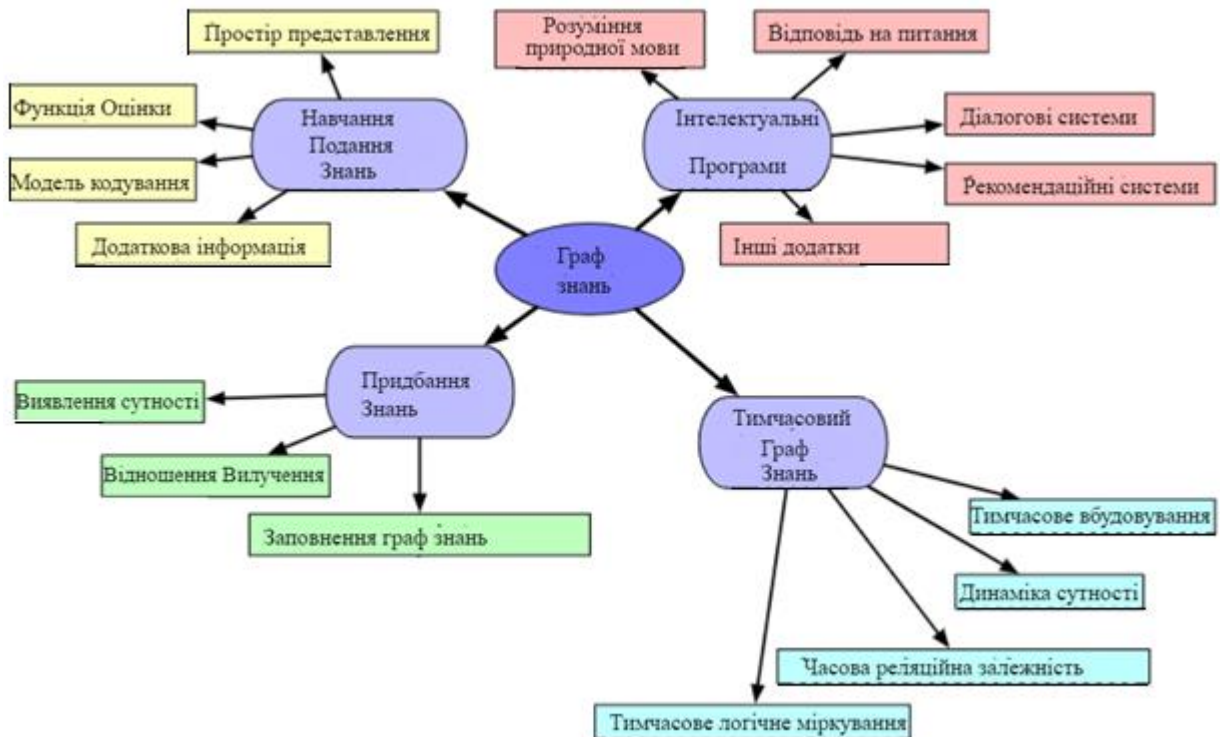 Простір представлення
Функція Оцінки
Модель кодування
Додаткова інформація
Навчання
Подання
Знань
Розуміння
природної мови
Відповідь на питання
Діалогові системи
Рекомендаційні системи
Інші додатки
Інтелектуальні
Програми
Граф
знань
Придбання
Знань
Виявлення сутності
Відношення Вилучення
Заповнення граф знань
Тимчасовий
Граф
Знань
Тимчасове вбудовування
Динаміка сутності
Часова реляційна залежність
Тимчасове логічне міркування